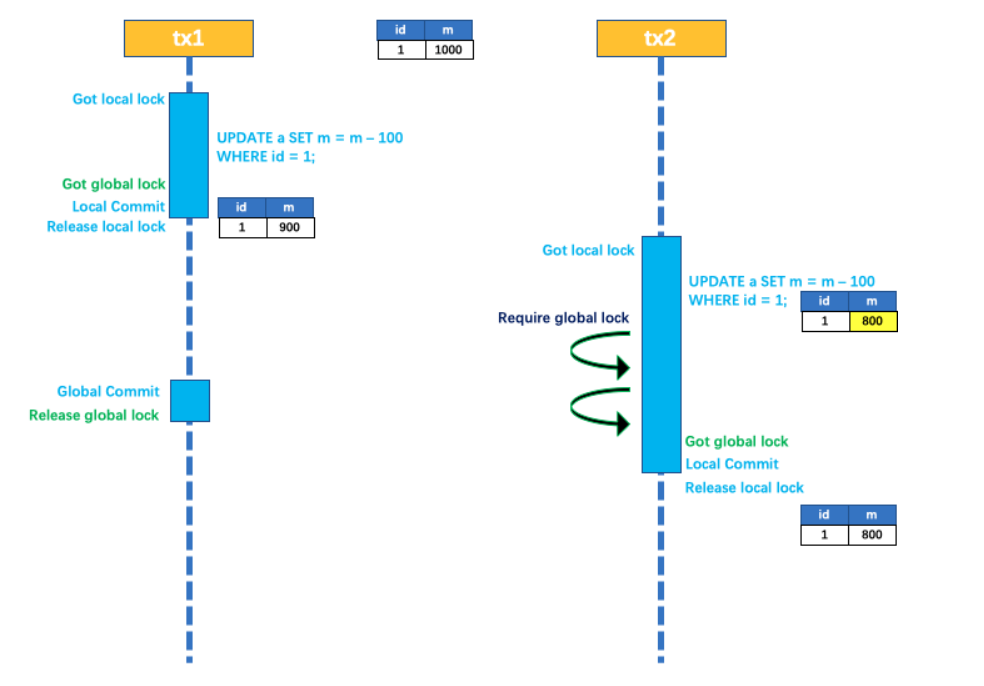 tx1
id m
1 1000
tx2
Got local lock
UPDATE a SET m = m – 100
WHERE id = 1;
Got global lock
Local Commit
Release local lock
id m
1 900
Got local lock
UPDATE a SET m = m – 100
WHERE id = 1;
id m
1 800
Require global lock
Global Commit
Release global lock
Got global lock
Local Commit
Release local lock
id m
1 800